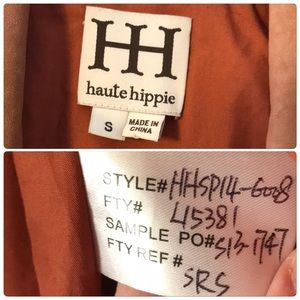 HH
haute hippie
S
MADE IN
CHINA
STYLE# HHSP14-6008
FTY# 45381
SAMPLE PO# S13-1747
FTY REF #
SRS